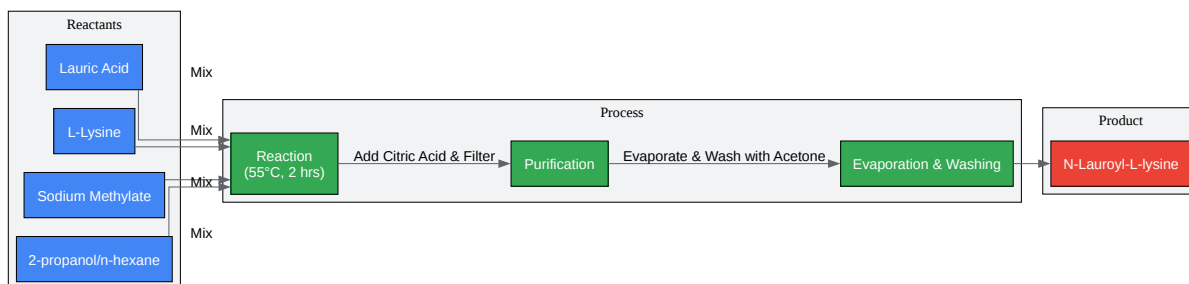 Reactants
Lauric Acid
Mix
L-Lysine
Mix
Sodium Methylate
Mix
2-propanol/n-hexane
Mix
Process
Reaction
(55°C, 2 hrs)
Add Citric Acid & Filter
Purification
Evaporate & Wash with Acetone
Evaporation & Washing
Product
N-Lauroyl-L-lysine